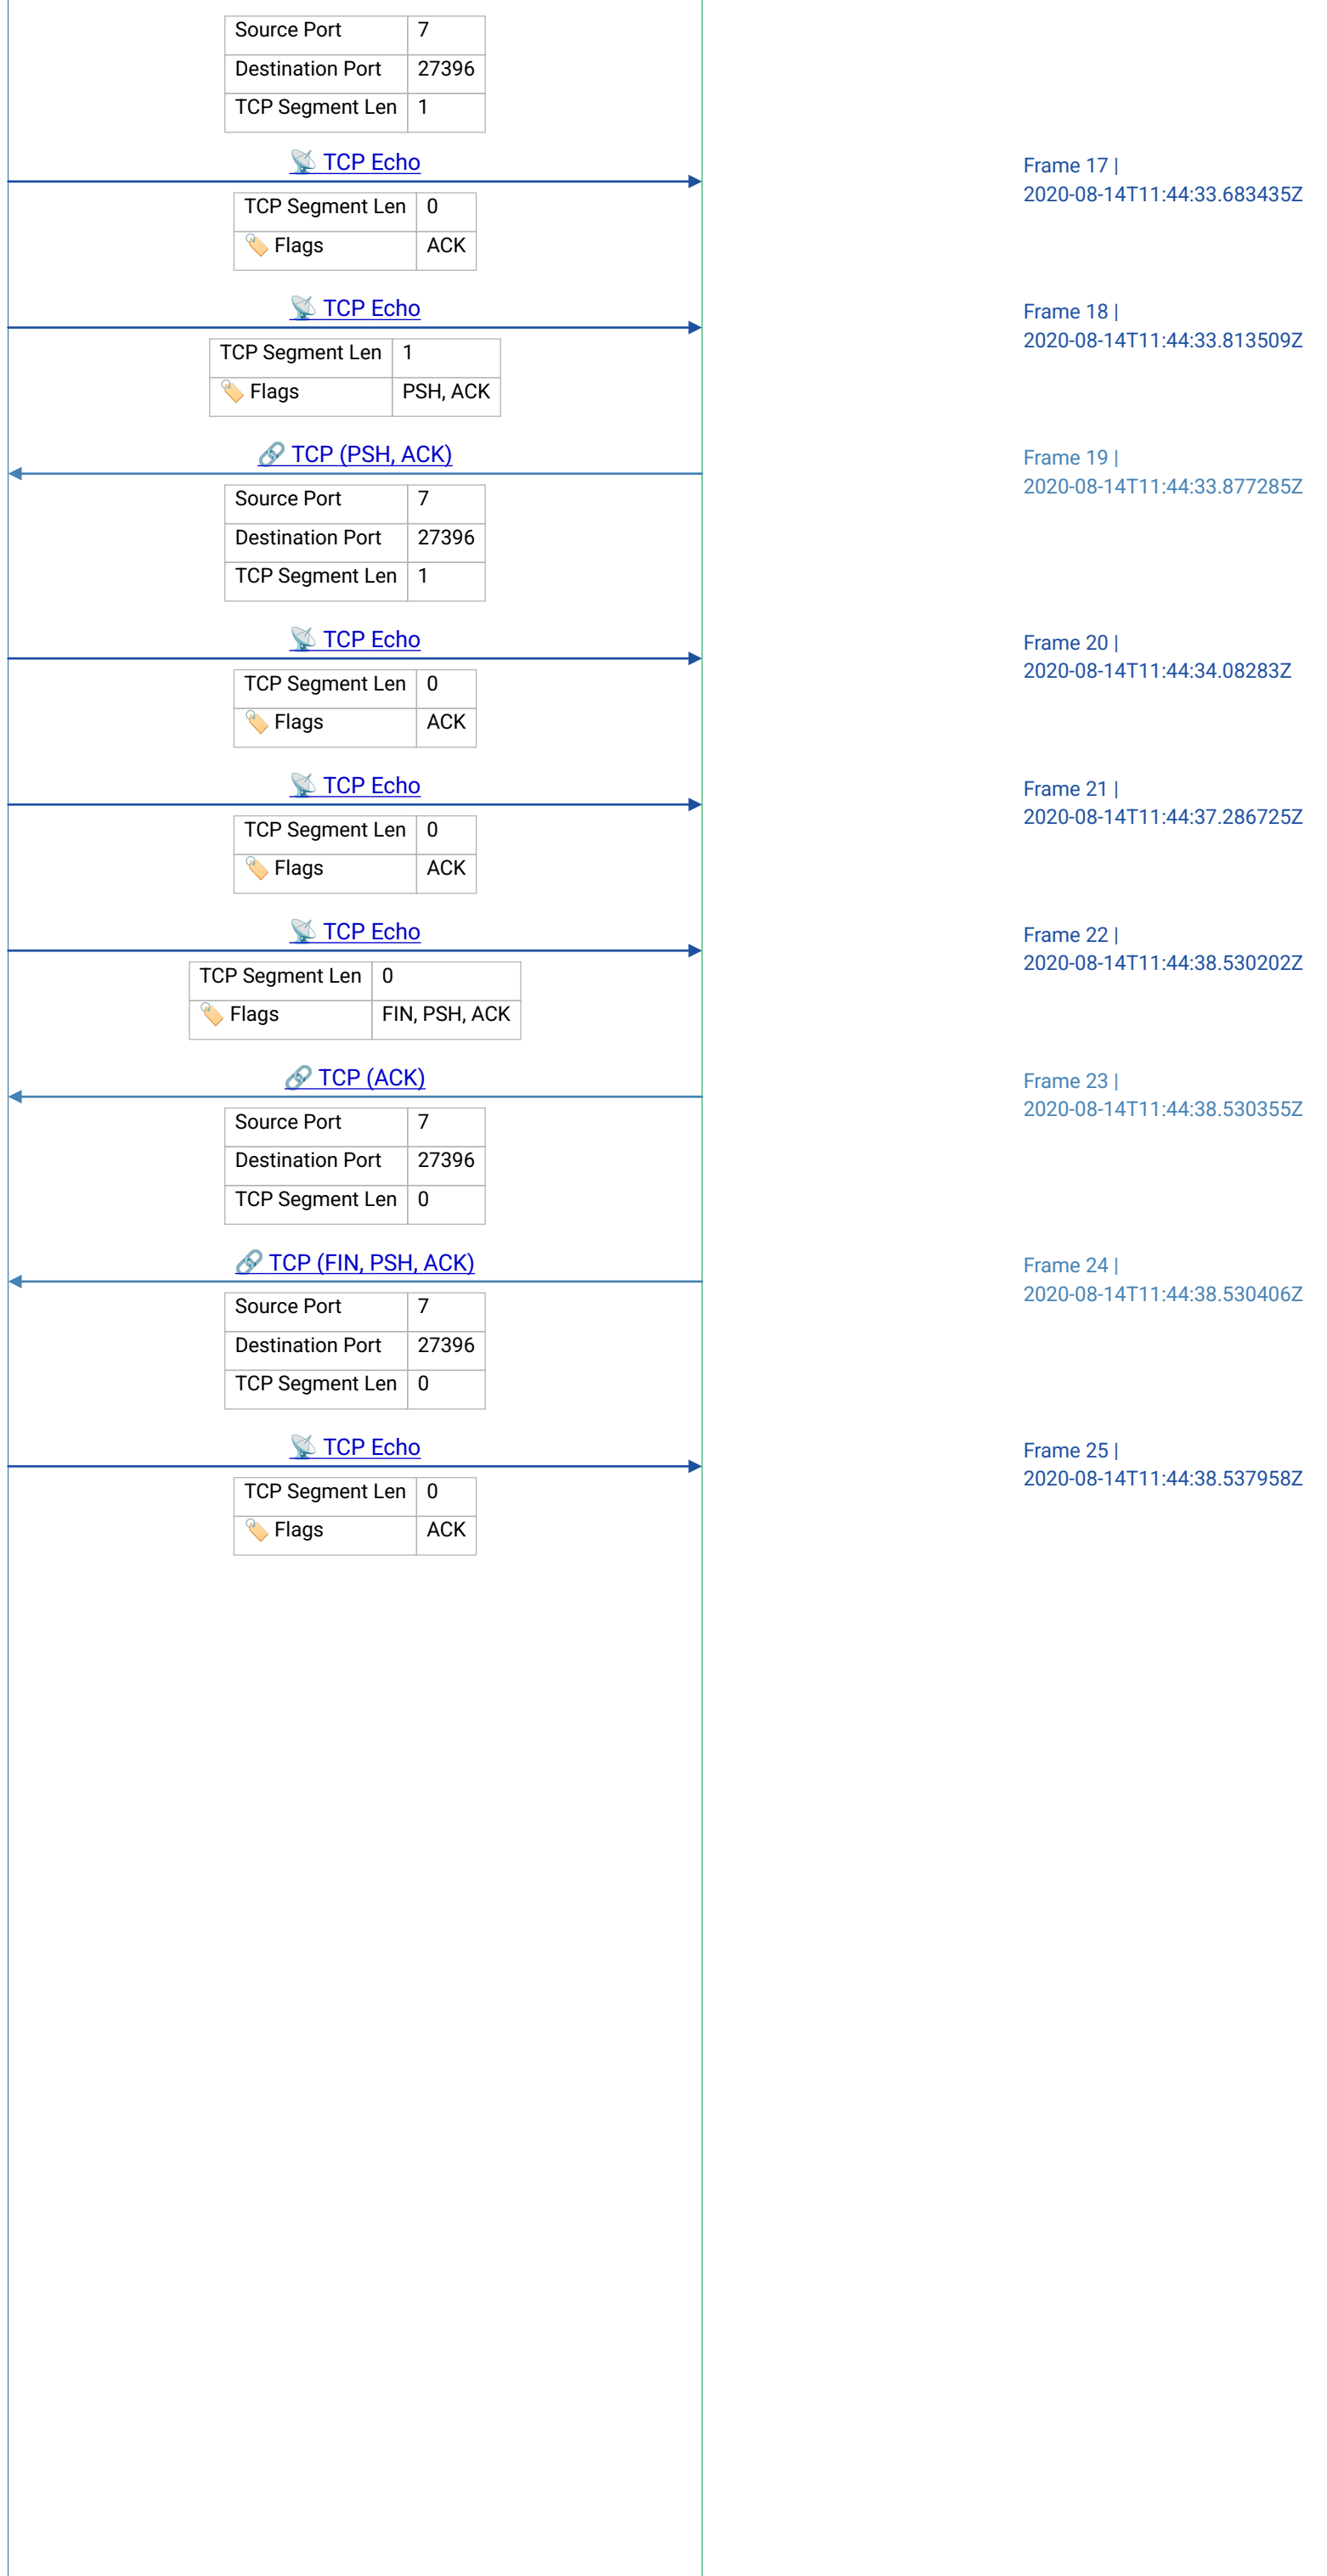 Source Port 7
Destination Port 27396
TCP Segment Len 1
📡 TCP Echo
Frame 17 |
2020-08-14T11:44:33.683435Z
TCP Segment Len 0
🏷️ Flags ACK
📡 TCP Echo
Frame 18 |
2020-08-14T11:44:33.813509Z
TCP Segment Len 1
🏷️ Flags PSH, ACK
🔗 TCP (PSH, ACK)
Frame 19 |
2020-08-14T11:44:33.877285Z
Source Port 7
Destination Port 27396
TCP Segment Len 1
📡 TCP Echo
Frame 20 |
2020-08-14T11:44:34.08283Z
TCP Segment Len 0
🏷️ Flags ACK
📡 TCP Echo
Frame 21 |
2020-08-14T11:44:37.286725Z
TCP Segment Len 0
🏷️ Flags ACK
📡 TCP Echo
Frame 22 |
2020-08-14T11:44:38.530202Z
TCP Segment Len 0
🏷️ Flags FIN, PSH, ACK
🔗 TCP (ACK)
Frame 23 |
2020-08-14T11:44:38.530355Z
Source Port 7
Destination Port 27396
TCP Segment Len 0
🔗 TCP (FIN, PSH, ACK)
Frame 24 |
2020-08-14T11:44:38.530406Z
Source Port 7
Destination Port 27396
TCP Segment Len 0
📡 TCP Echo
Frame 25 |
2020-08-14T11:44:38.537958Z
TCP Segment Len 0
🏷️ Flags ACK